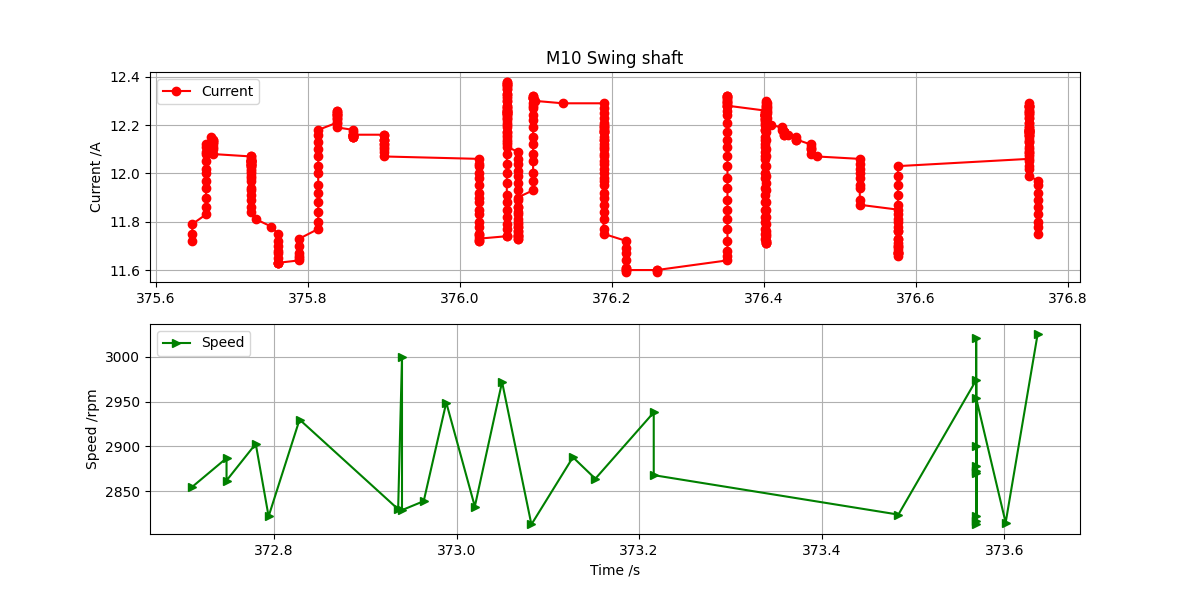 M10 Swing shaft
12.4
12.2
12.0
11.8
11.6
Current /A
Current
375.6 375.8 376.0 376.2 376.4 376.6 376.8
3000
2950
2900
2850
Speed /rpm
Speed
372.8 373.0 373.2 373.4 373.6
Time /s